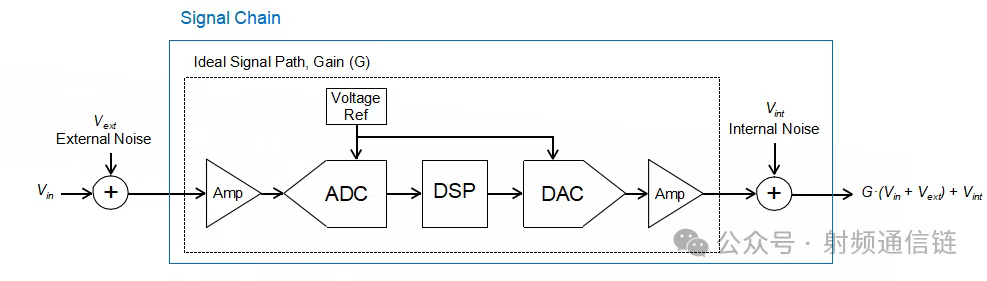 Signal Chain
Ideal Signal Path, Gain (G)
Voltage
Ref
Vext
External Noise
Vint
Internal Noise
Vin
+
Amp
ADC
DSP
DAC
Amp
+
G·(Vin + Vext) + Vint
公众号 · 射频通信链